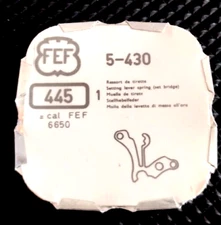 FEF
5-430
445
1
Ressort de tirette
Setting lever spring (set bridge)
Muelle de tirete
Stellhebelfeder
Molla della levetta di messa all'ora
cal FEF
6650